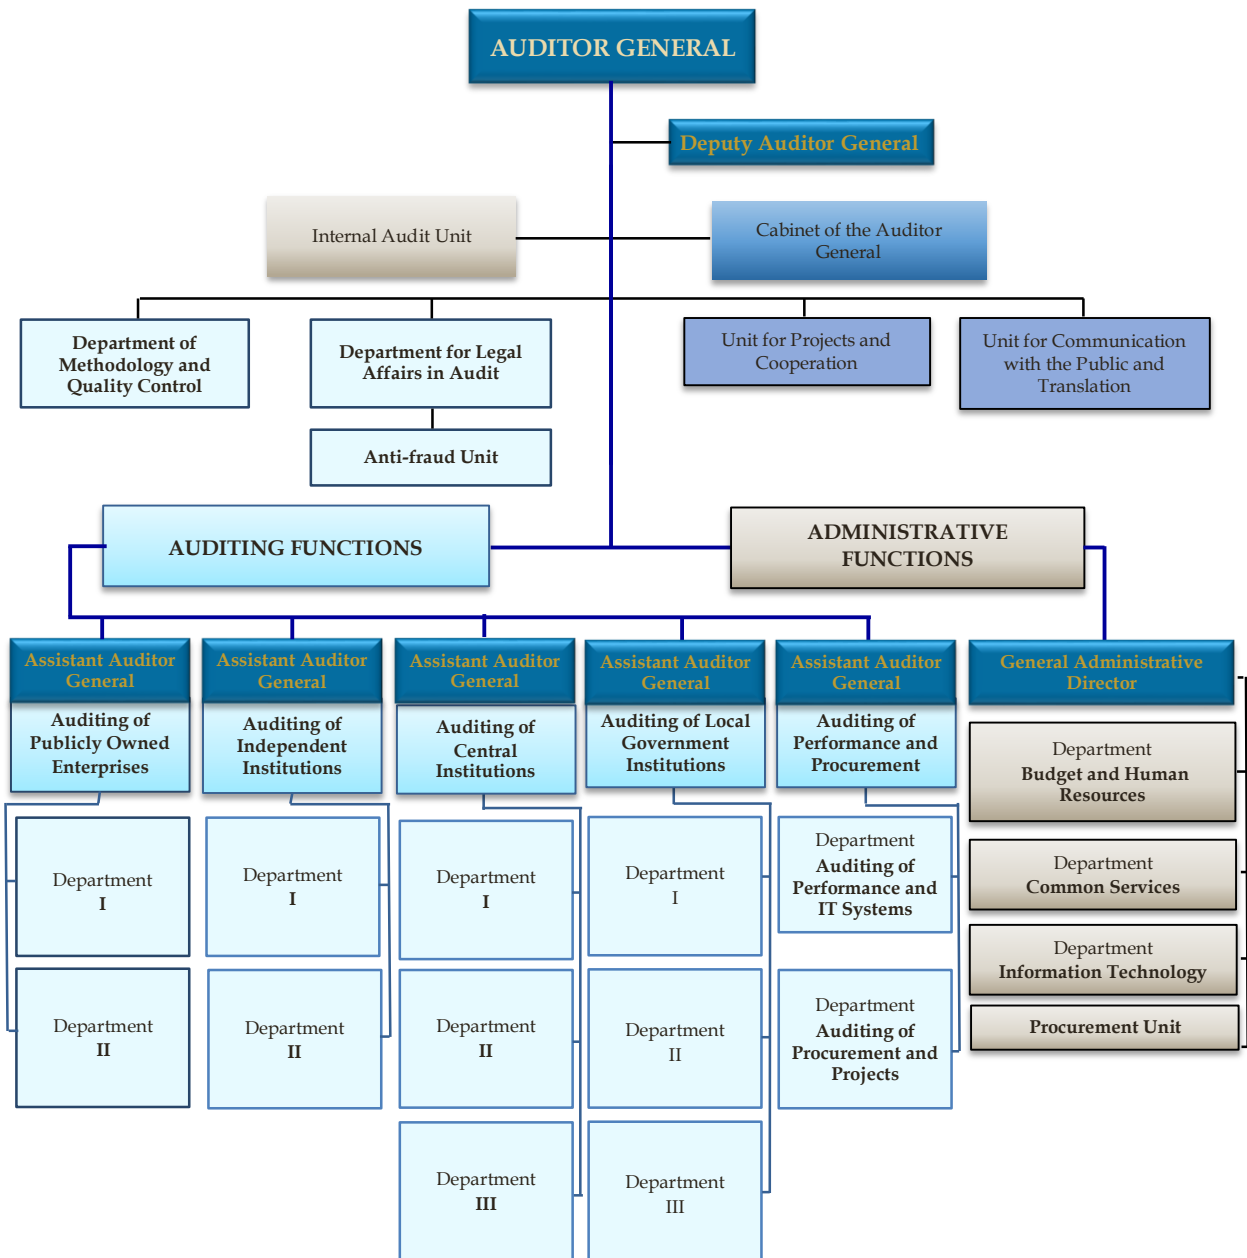 AUDITOR GENERAL
Deputy Auditor General
Internal Audit Unit
Cabinet of the Auditor
General
Department of
Methodology and
Quality Control
Department for Legal
Affairs in Audit
Unit for Projects and
Cooperation
Unit for Communication
with the Public and
Translation
Anti-fraud Unit
AUDITING FUNCTIONS
ADMINISTRATIVE
FUNCTIONS
Assistant Auditor
General
Auditing of
Publicly Owned
Enterprises
Department
I
Department
II
Assistant Auditor
General
Auditing of
Independent
Institutions
Department
I
Department
II
Assistant Auditor
General
Auditing of
Central
Institutions
Department
I
Department
II
Department
III
Assistant Auditor
General
Auditing of Local
Government
Institutions
Department
I
Department
II
Department
III
Assistant Auditor
General
Auditing of
Performance and
Procurement
Department
Auditing of
Performance and
IT Systems
Department
Auditing of
Procurement and
Projects
General Administrative
Director
Department
Budget and Human
Resources
Department
Common Services
Department
Information Technology
Procurement Unit